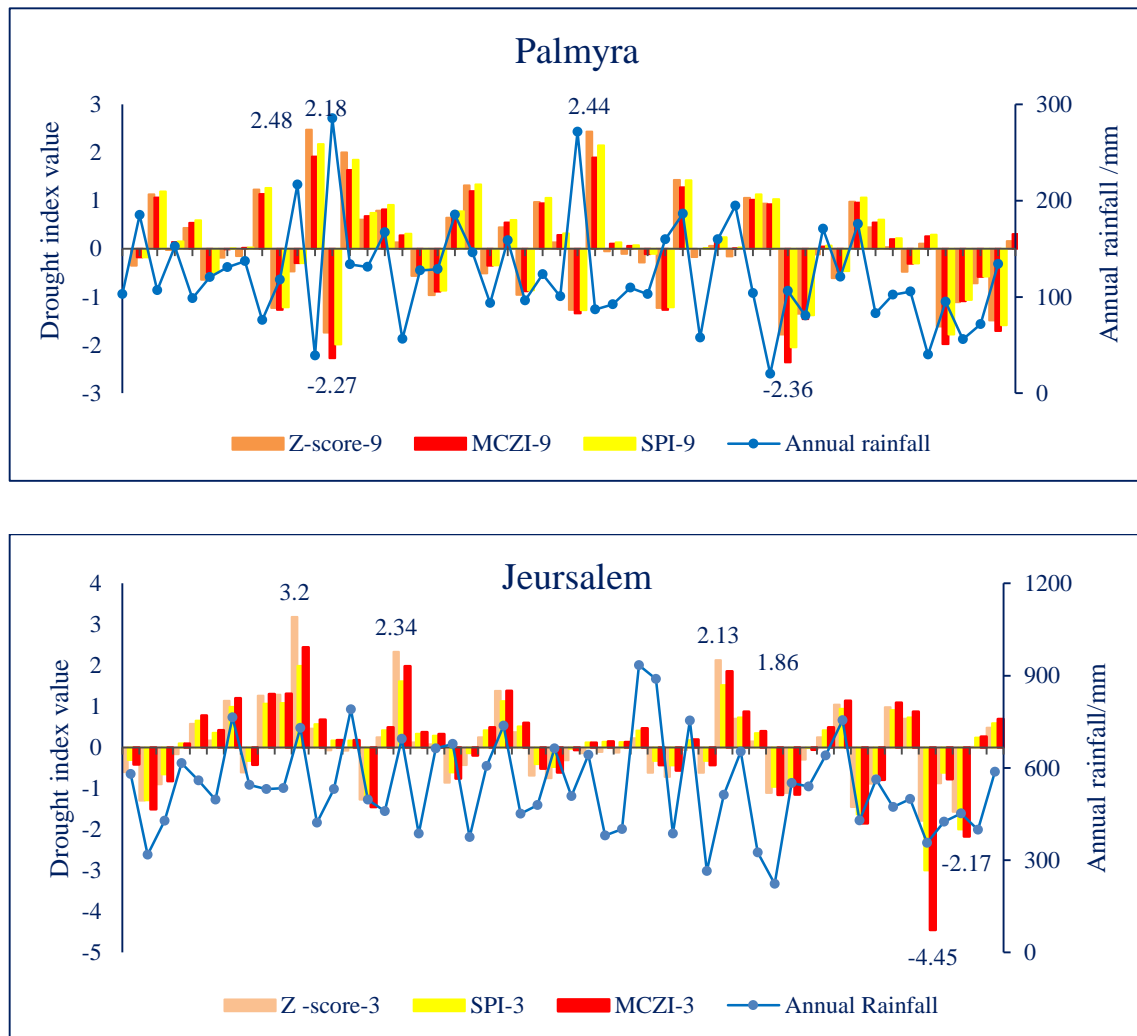 Palmyra
Drought index value
Annual rainfall /mm
3
2
1
0
-1
-2
-3
300
200
100
0
2.48
2.18
2.44
-2.27
-2.36
Z-score-9
MCZI-9
SPI-9
Annual rainfall
Jeursalem
Drought index value
Annual rainfall/mm
4
3
2
1
0
-1
-2
-3
-4
-5
1200
900
600
300
0
3.2
2.34
2.13
1.86
-2.17
-4.45
Z -score-3
SPI-3
MCZI-3
Annual Rainfall